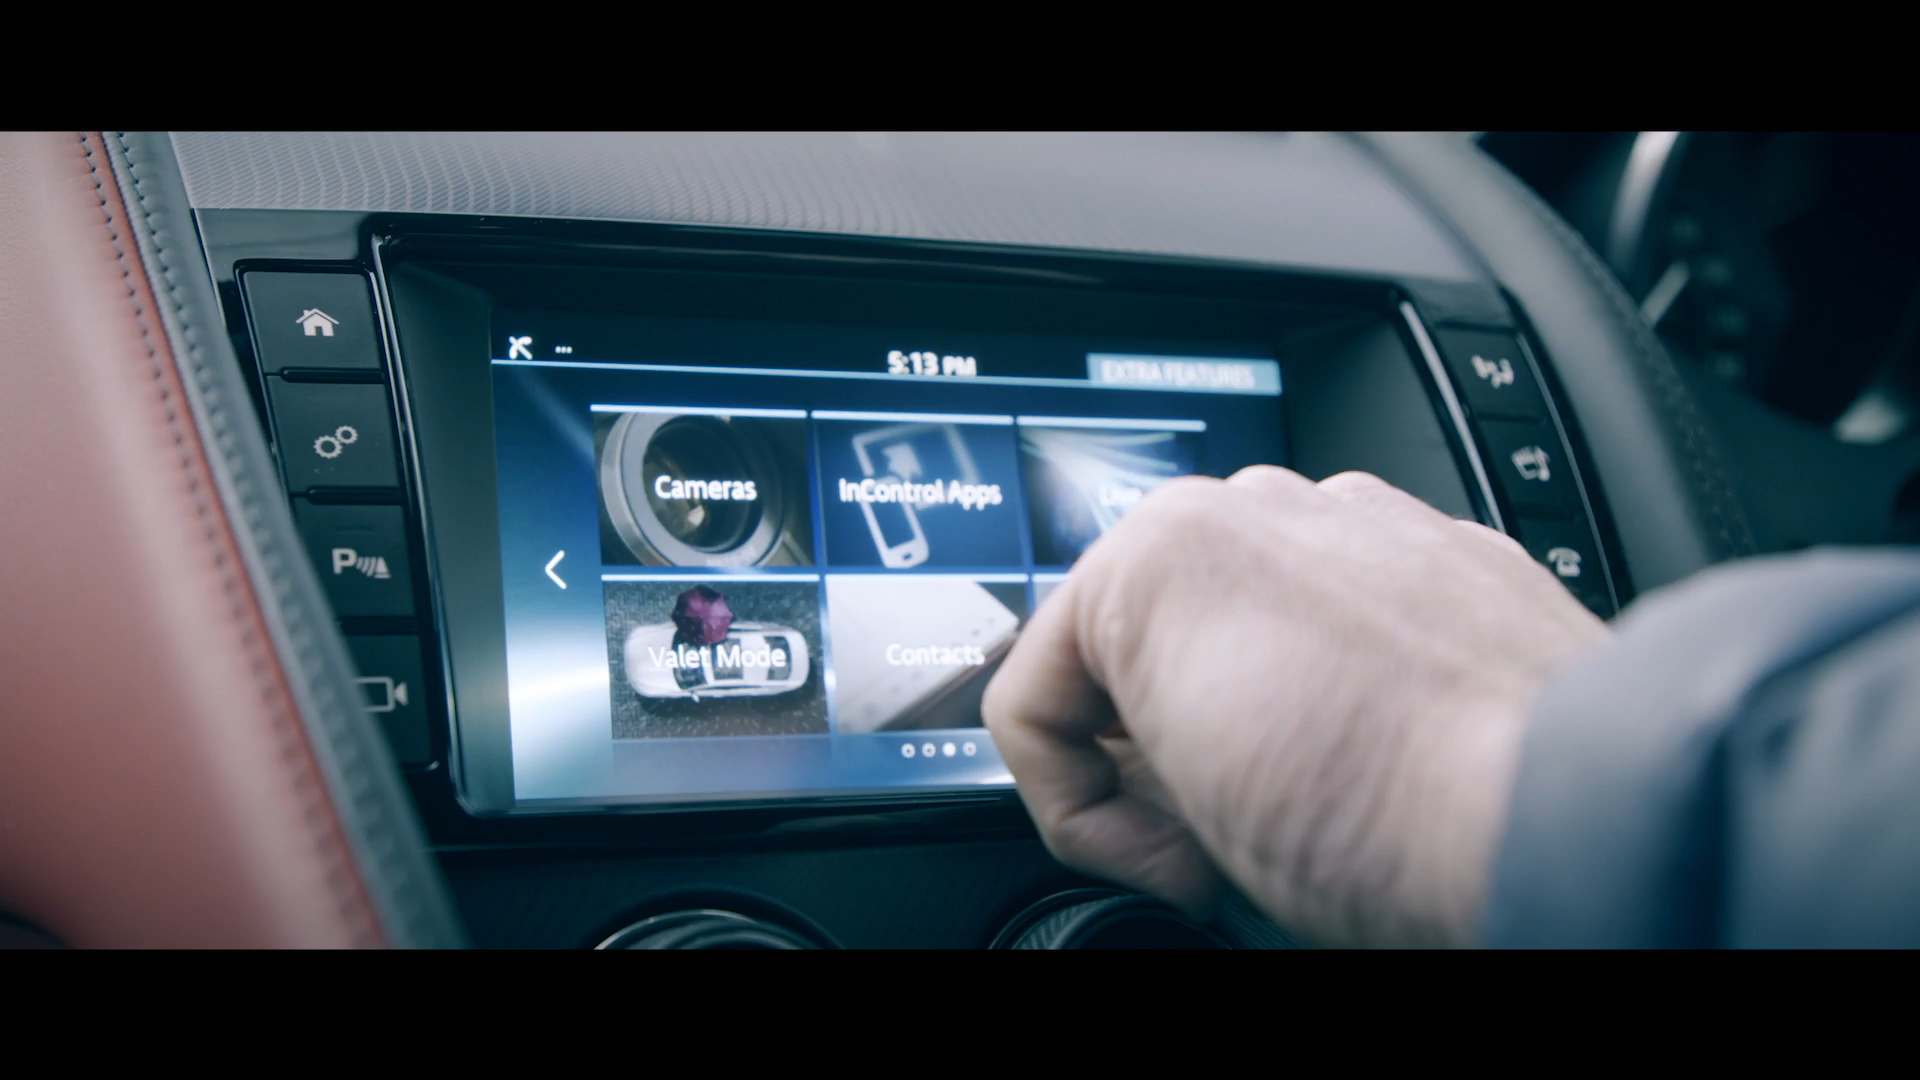 5:13 PM
EXTRA FEATURES
Cameras
InControl Apps
Valet Mode
Contacts
P